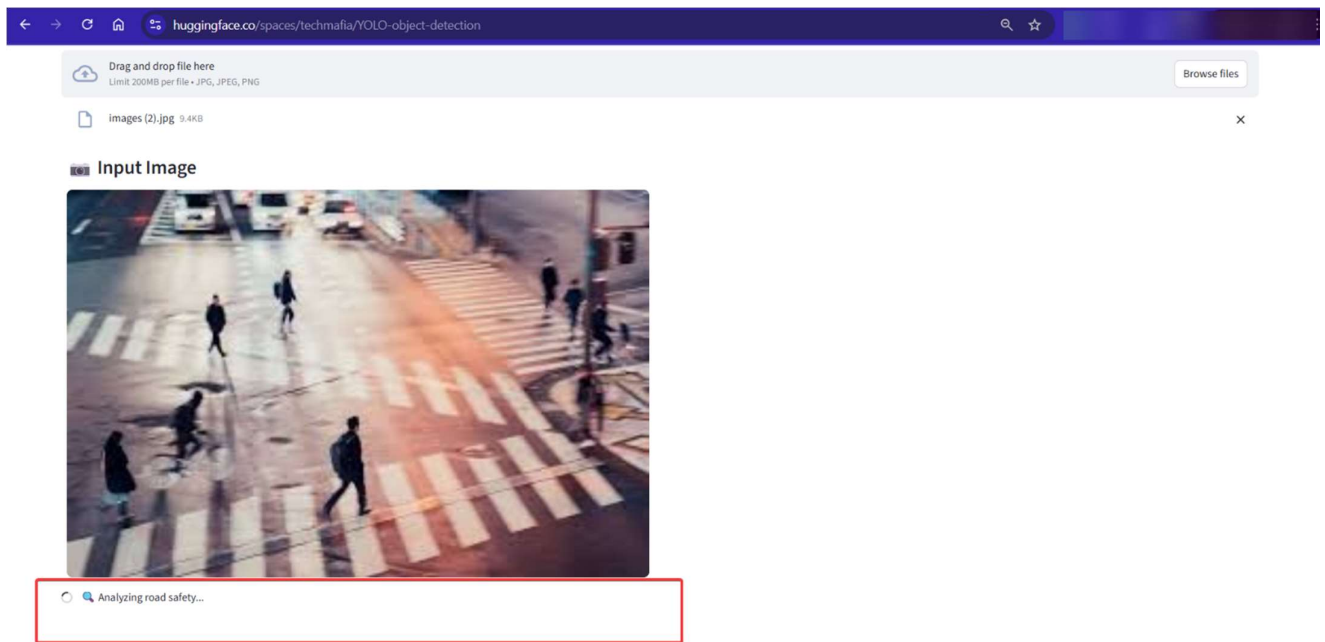 huggingface.co/spaces/techmafia/YOLO-object-detection
Drag and drop file here
Limit 200MB per file • JPG, JPEG, PNG
Browse files
images (2).jpg 9.4KB
Input Image
Analyzing road safety...